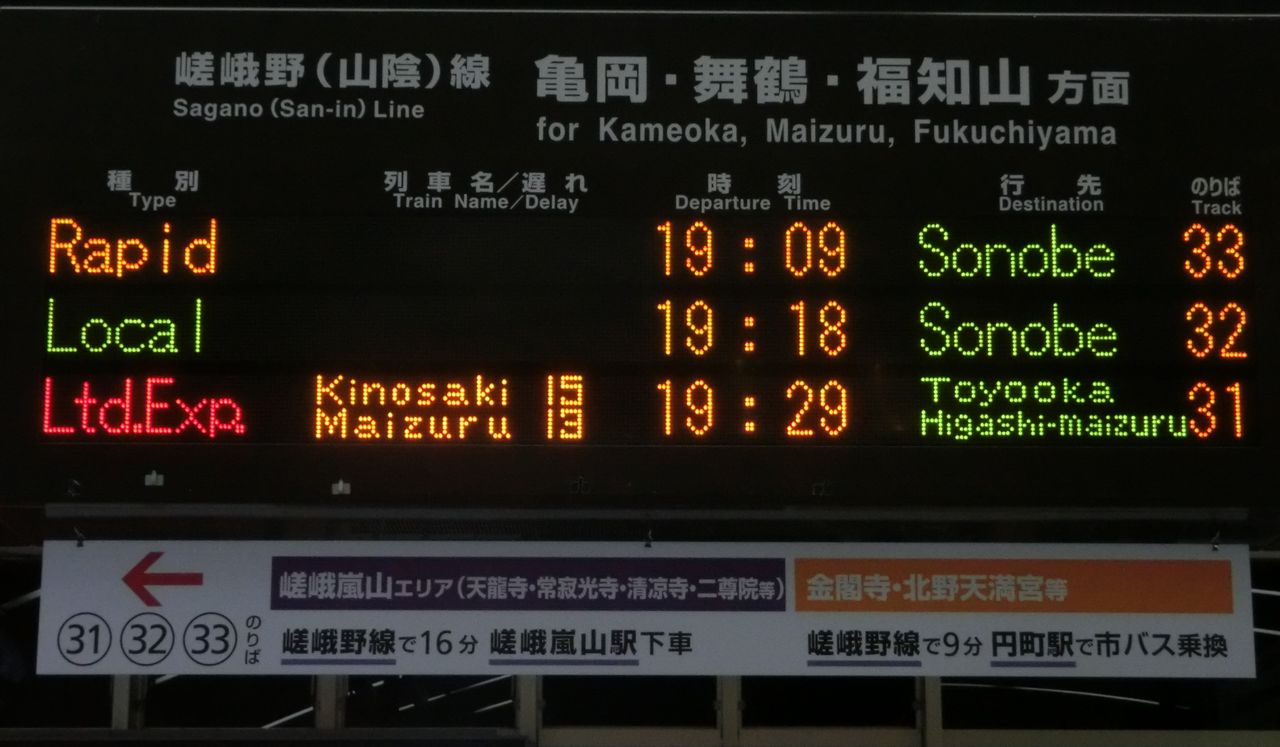 嵯峨野(山陰)線 亀岡・舞鶴・福知山 方面
Sagano (San-in) Line for Kameoka, Maizuru, Fukuchiyama
種別 列車名/遅れ 時刻 行先 のりば
Type Train Name/Delay Departure Time Destination Track
Rapid 19:09 Sonobe 33
Local 19:18 Sonobe 32
Ltd.Exp. Kinosaki 15 19:29 Toyooka 31
Maizuru 13 Higashi-maizuru
嵯峨嵐山エリア(天龍寺・常寂光寺・清凉寺・二尊院等) 金閣寺・北野天満宮等
31 32 33 のりば 嵯峨野線で16分 嵯峨嵐山駅下車 嵯峨野線で9分 円町駅で市バス乗換